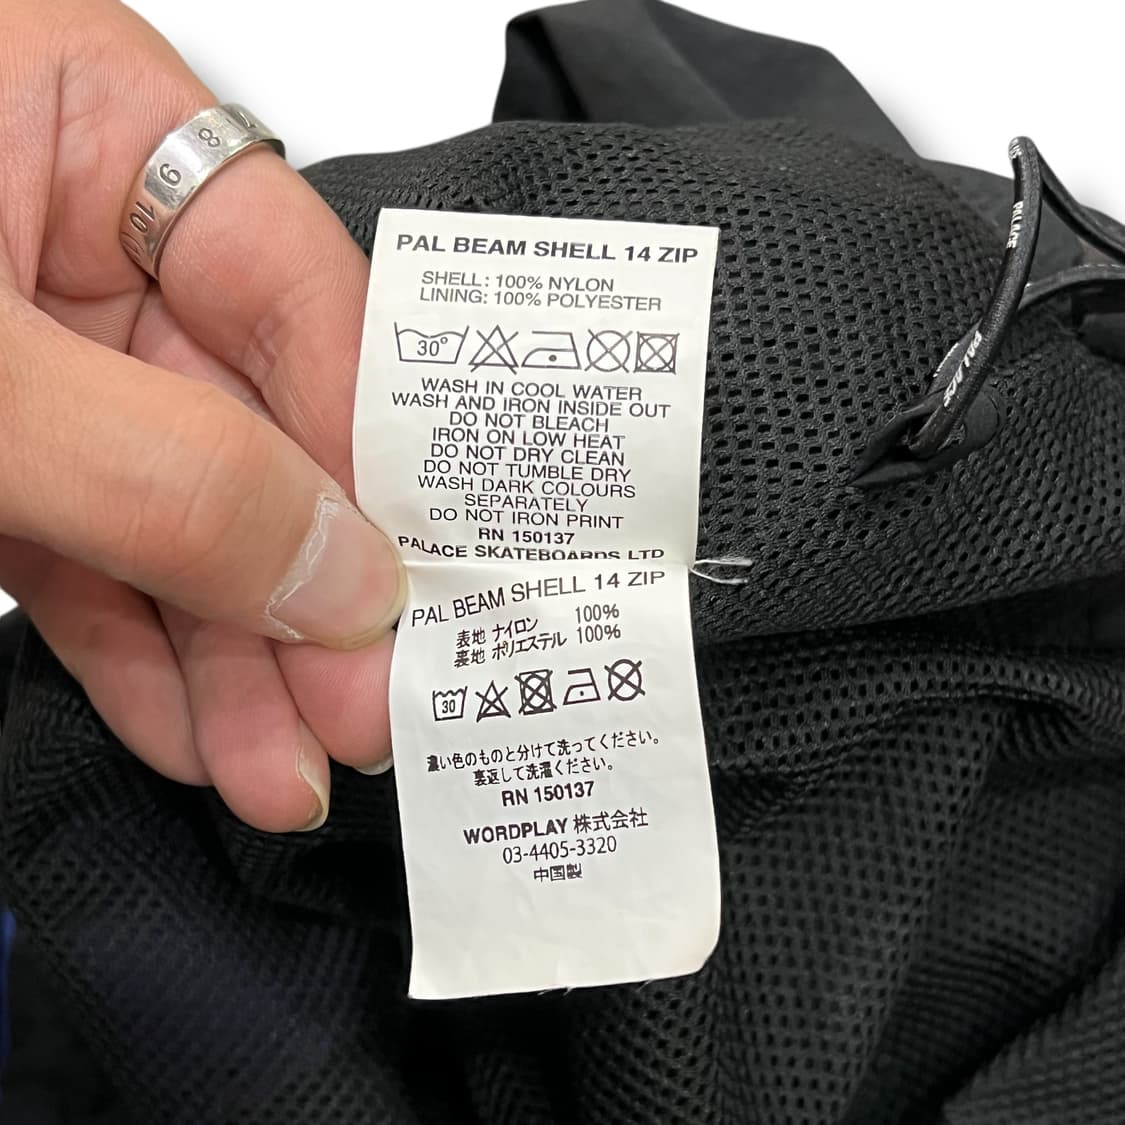 8
9
10
PAL BEAM SHELL 14 ZIP
SHELL: 100% NYLON
LINING: 100% POLYESTER
30°
WASH IN COOL WATER
WASH AND IRON INSIDE OUT
DO NOT BLEACH
IRON ON LOW HEAT
DO NOT DRY CLEAN
DO NOT TUMBLE DRY
WASH DARK COLOURS
SEPARATELY
DO NOT IRON PRINT
RN 150137
PALACE SKATEBOARDS LTD
PAL BEAM SHELL 14 ZIP
表地 ナイロン 100%
裏地 ポリエステル 100%
30
濃い色のものと分けて洗ってください。
裏返して洗濯ください。
RN 150137
WORDPLAY 株式会社
03-4405-3320
中国製
PALACE
PALACE